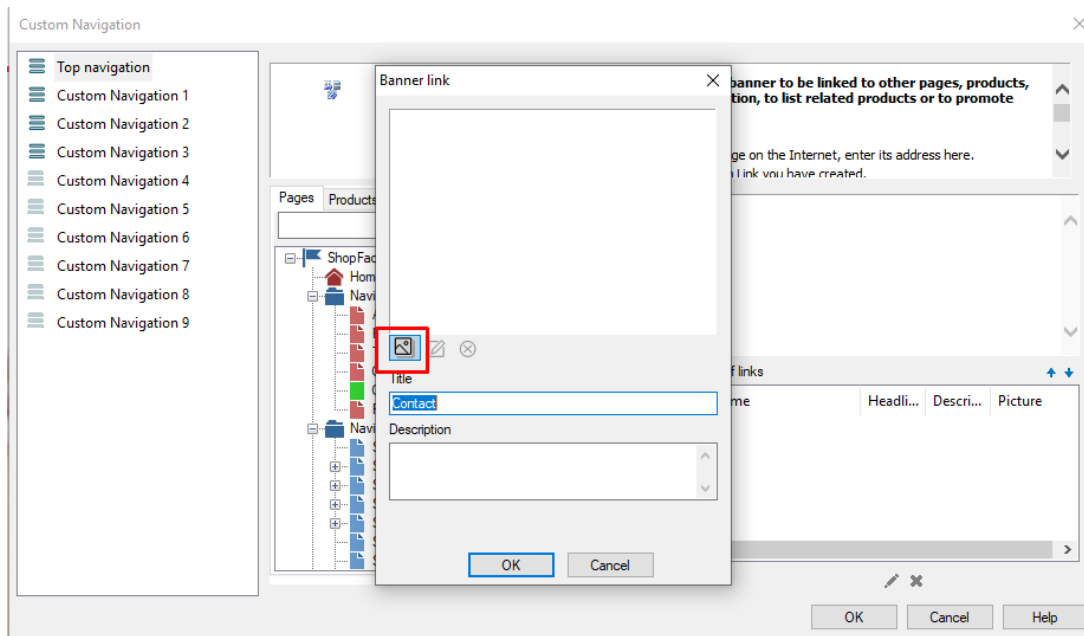 Custom Navigation
Top navigation
Custom Navigation 1
Custom Navigation 2
Custom Navigation 3
Custom Navigation 4
Custom Navigation 5
Custom Navigation 6
Custom Navigation 7
Custom Navigation 8
Custom Navigation 9
banner to be linked to other pages, products,
tion, to list related products or to promote
ge on the Internet, enter its address here.
Link you have created.
Pages Products
ShopFac
Hom
Navi
Navi
Banner link
Title
Contact
Description
OK Cancel
f links
me Headli... Descri... Picture
OK Cancel Help